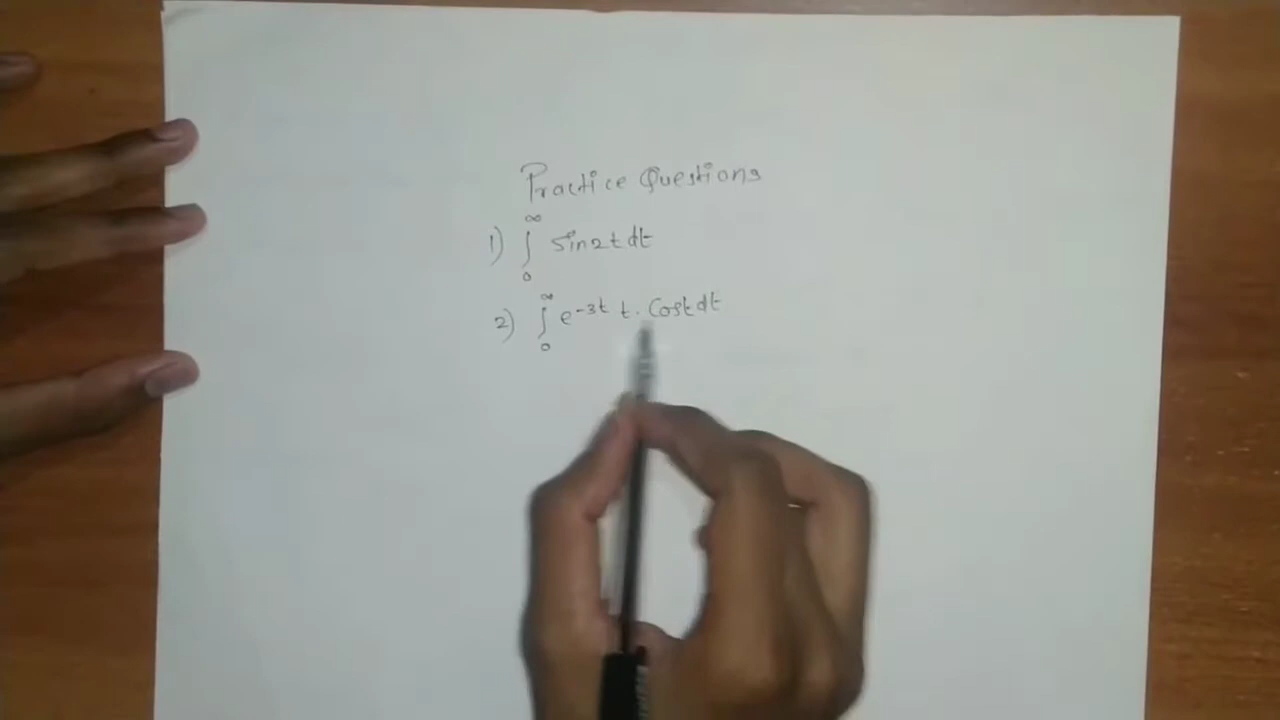 Practice Questions
1) ∫₀^∞ Sin2t dt
2) ∫₀^∞ e^-3t t. Cost dt